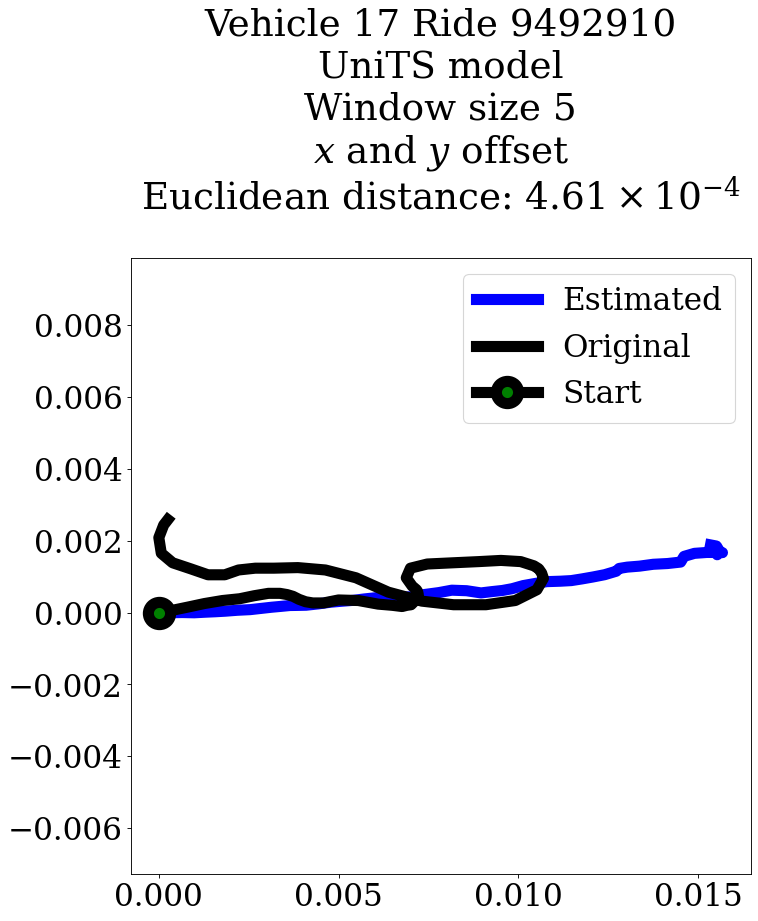 Vehicle 17 Ride 9492910
UniTS model
Window size 5
x and y offset
Euclidean distance: 4.61 × 10⁻⁴
Estimated
Original
Start
0.008
0.006
0.004
0.002
0.000
−0.002
−0.004
−0.006
0.000 0.005 0.010 0.015